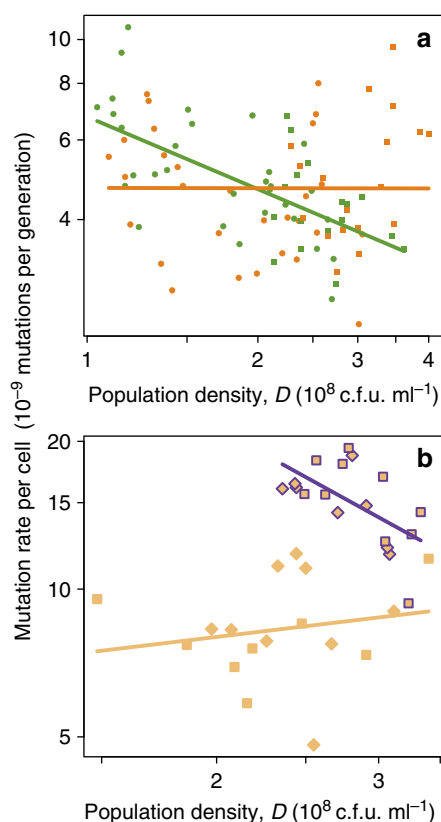 a
10
6
4
1
2
3
4
Population density, D (10⁸ c.f.u. ml⁻¹)
Mutation rate per cell (10⁻⁹ mutations per generation)
b
20
15
10
5
2
3
Population density, D (10⁸ c.f.u. ml⁻¹)